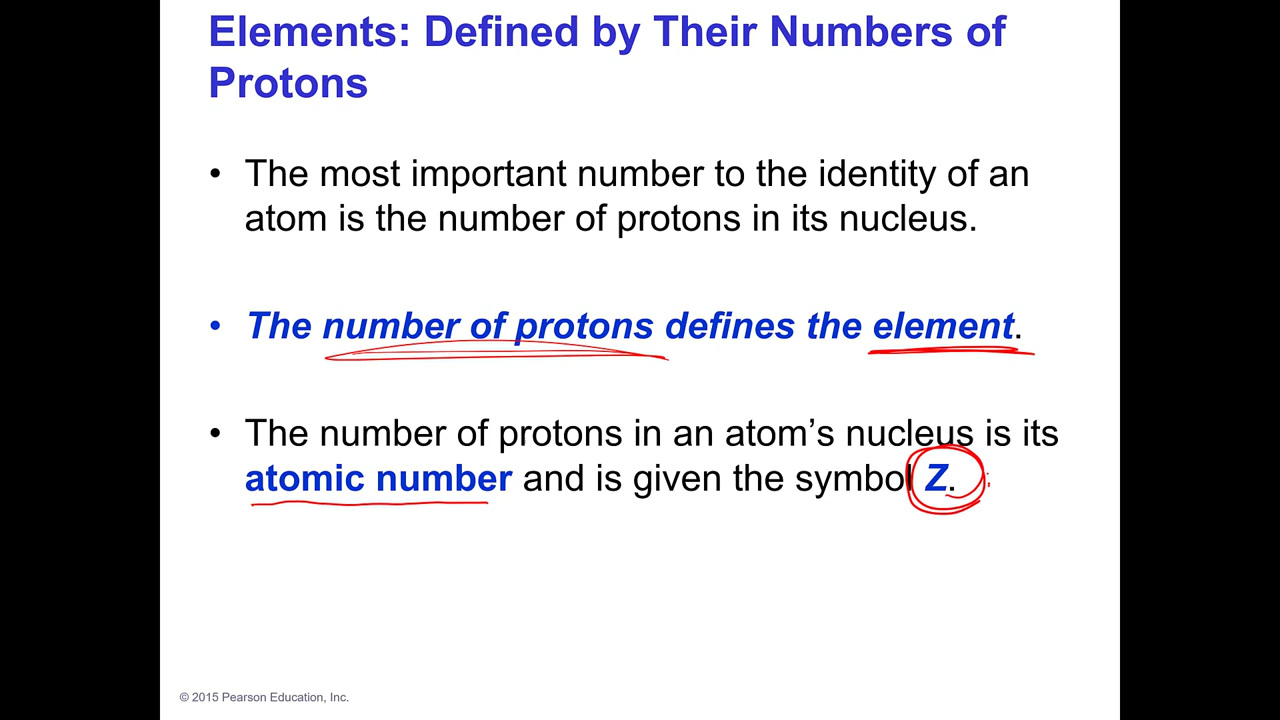 Elements: Defined by Their Numbers of
Protons
• The most important number to the identity of an
atom is the number of protons in its nucleus.
• The number of protons defines the element.
• The number of protons in an atom’s nucleus is its
atomic number and is given the symbol Z.
© 2015 Pearson Education, Inc.